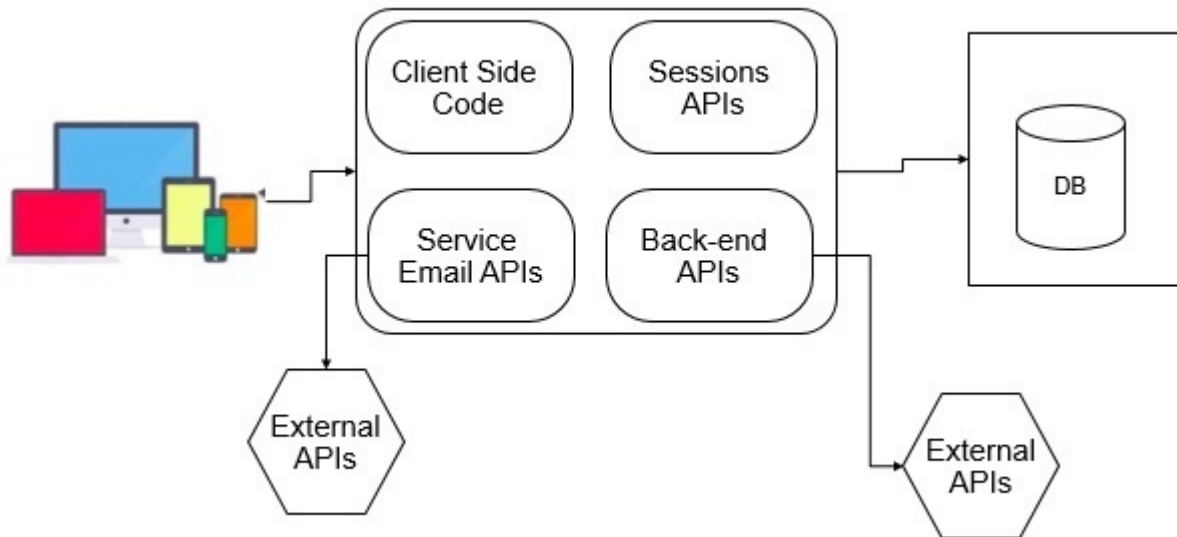 Client Side
Code
Sessions
APIs
Service
Email APIs
Back-end
APIs
DB
External
APIs
External
APIs